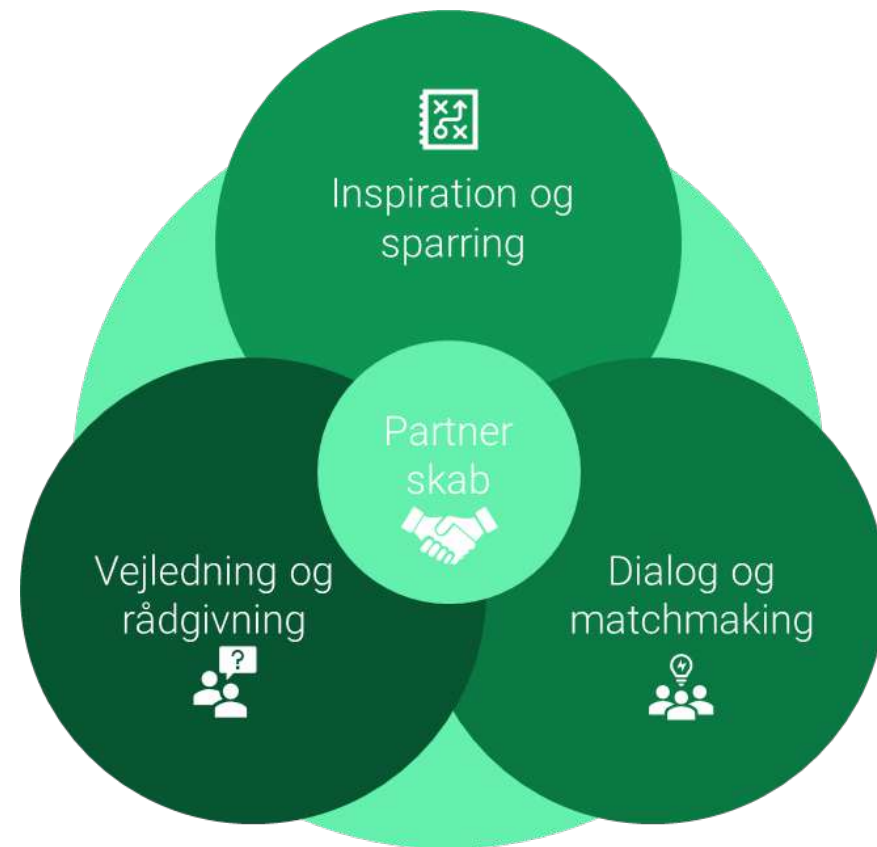 Inspiration og
sparring
Partner
skab
Vejledning og
rådgivning
Dialog og
matchmaking